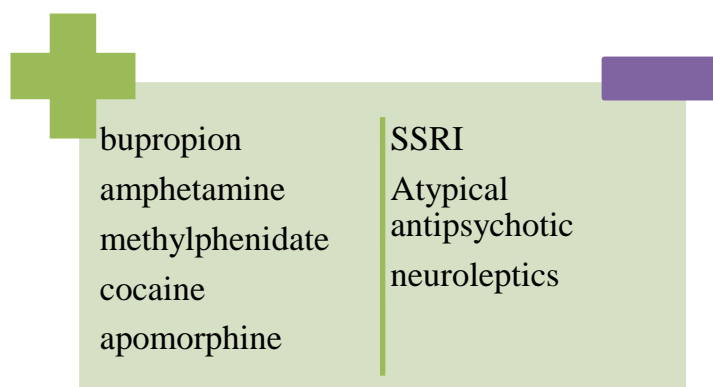 bupropion
amphetamine
methylphenidate
cocaine
apomorphine
SSRI
Atypical
antipsychotic
neuroleptics